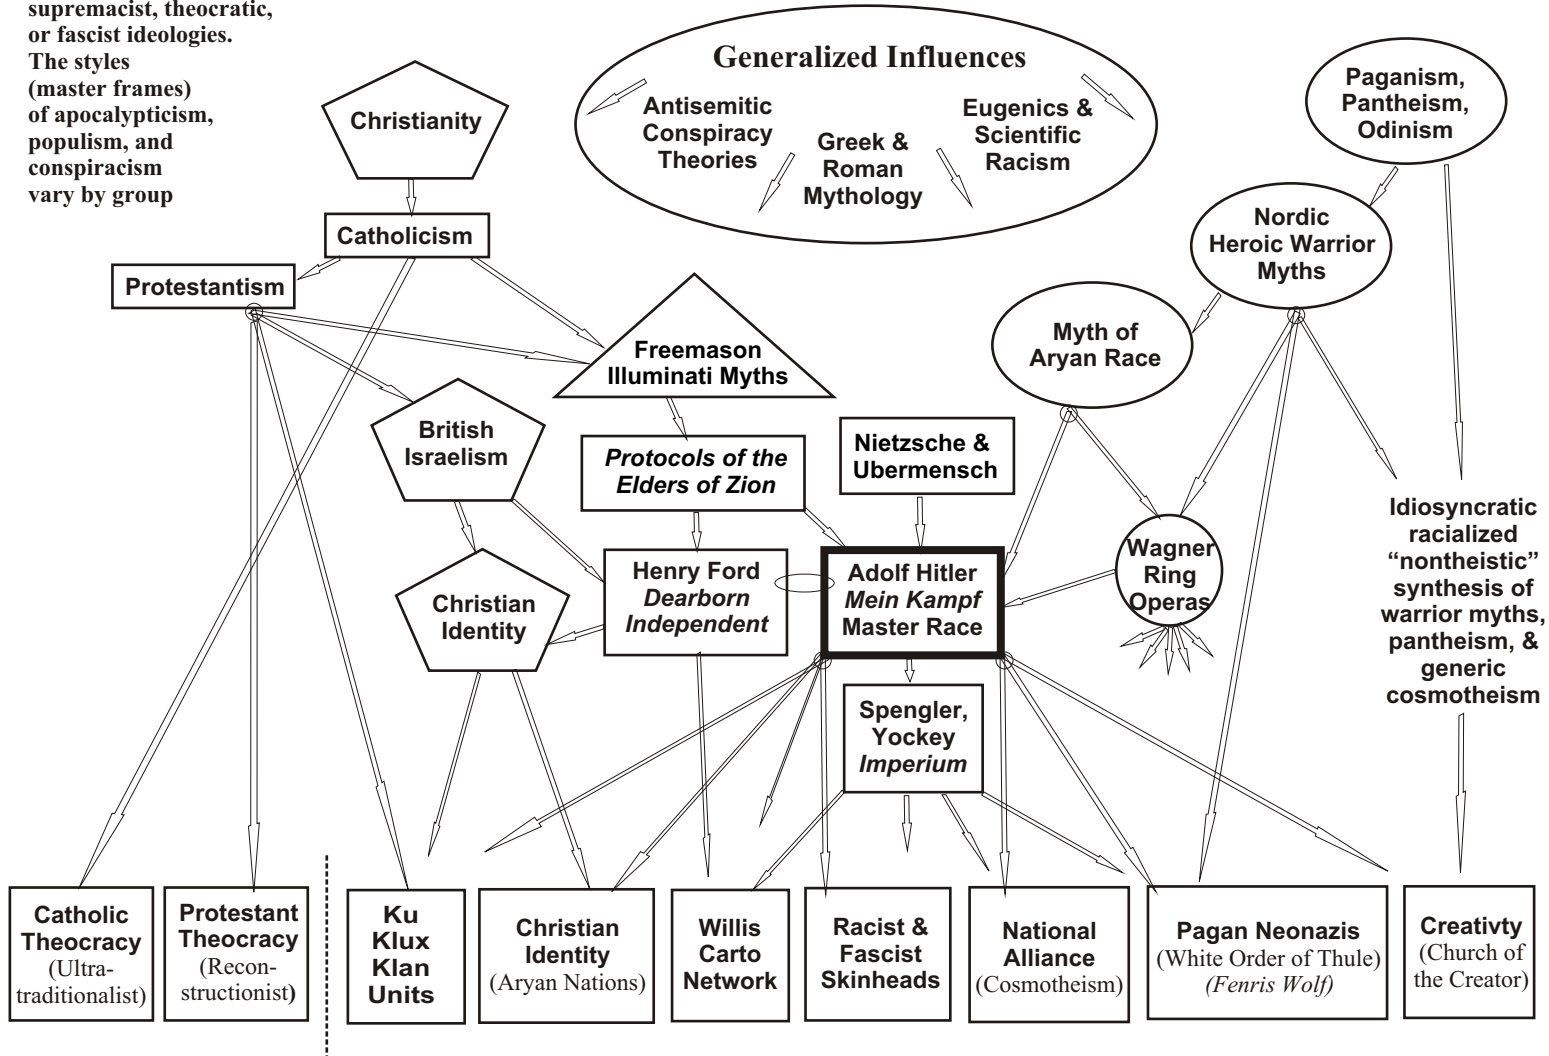 supremacist, theocratic,
or fascist ideologies.
The styles
(master frames)
of apocalypticism,
populism, and
conspiracism
vary by group
Generalized Influences
Antisemitic
Conspiracy
Theories
Greek &
Roman
Mythology
Eugenics &
Scientific
Racism
Paganism,
Pantheism,
Odinism
Christianity
Catholicism
Protestantism
Nordic
Heroic Warrior
Myths
Myth of
Aryan Race
Freemason
Illuminati Myths
British
Israelism
Protocols of the
Elders of Zion
Nietzsche &
Ubermensch
Idiosyncratic
racialized
“nontheistic”
synthesis of
warrior myths,
pantheism, &
generic
cosmotheism
Christian
Identity
Henry Ford
Dearborn
Independent
Adolf Hitler
Mein Kampf
Master Race
Wagner
Ring
Operas
Spengler,
Yockey
Imperium
Catholic
Theocracy
(Ultra-
traditionalist)
Protestant
Theocracy
(Recon-
structionist)
Ku
Klux
Klan
Units
Christian
Identity
(Aryan Nations)
Willis
Carto
Network
Racist &
Fascist
Skinheads
National
Alliance
(Cosmotheism)
Pagan Neonazis
(White Order of Thule)
(Fenris Wolf)
Creativty
(Church of
the Creator)